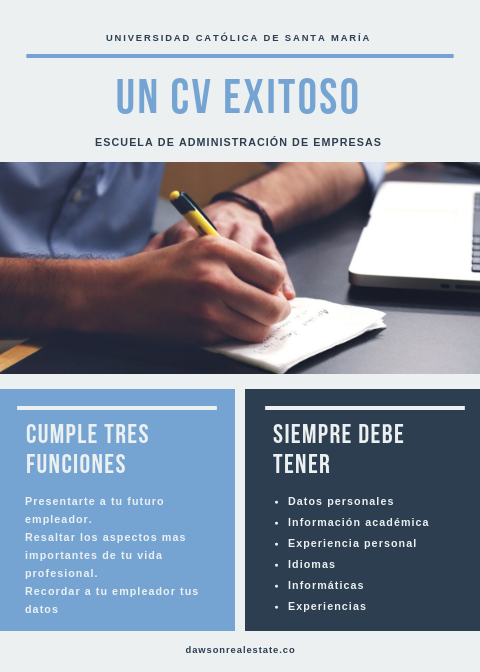 UNIVERSIDAD CATÓLICA DE SANTA MARÍA
UN CV EXITOSO
ESCUELA DE ADMINISTRACIÓN DE EMPRESAS
CUMPLE TRES
FUNCIONES
Presentarte a tu futuro
empleador.
Resaltar los aspectos mas
importantes de tu vida
profesional.
Recordar a tu empleador tus
datos
SIEMPRE DEBE
TENER
• Datos personales
• Información académica
• Experiencia personal
• Idiomas
• Informáticas
• Experiencias
dawsonrealestate.co